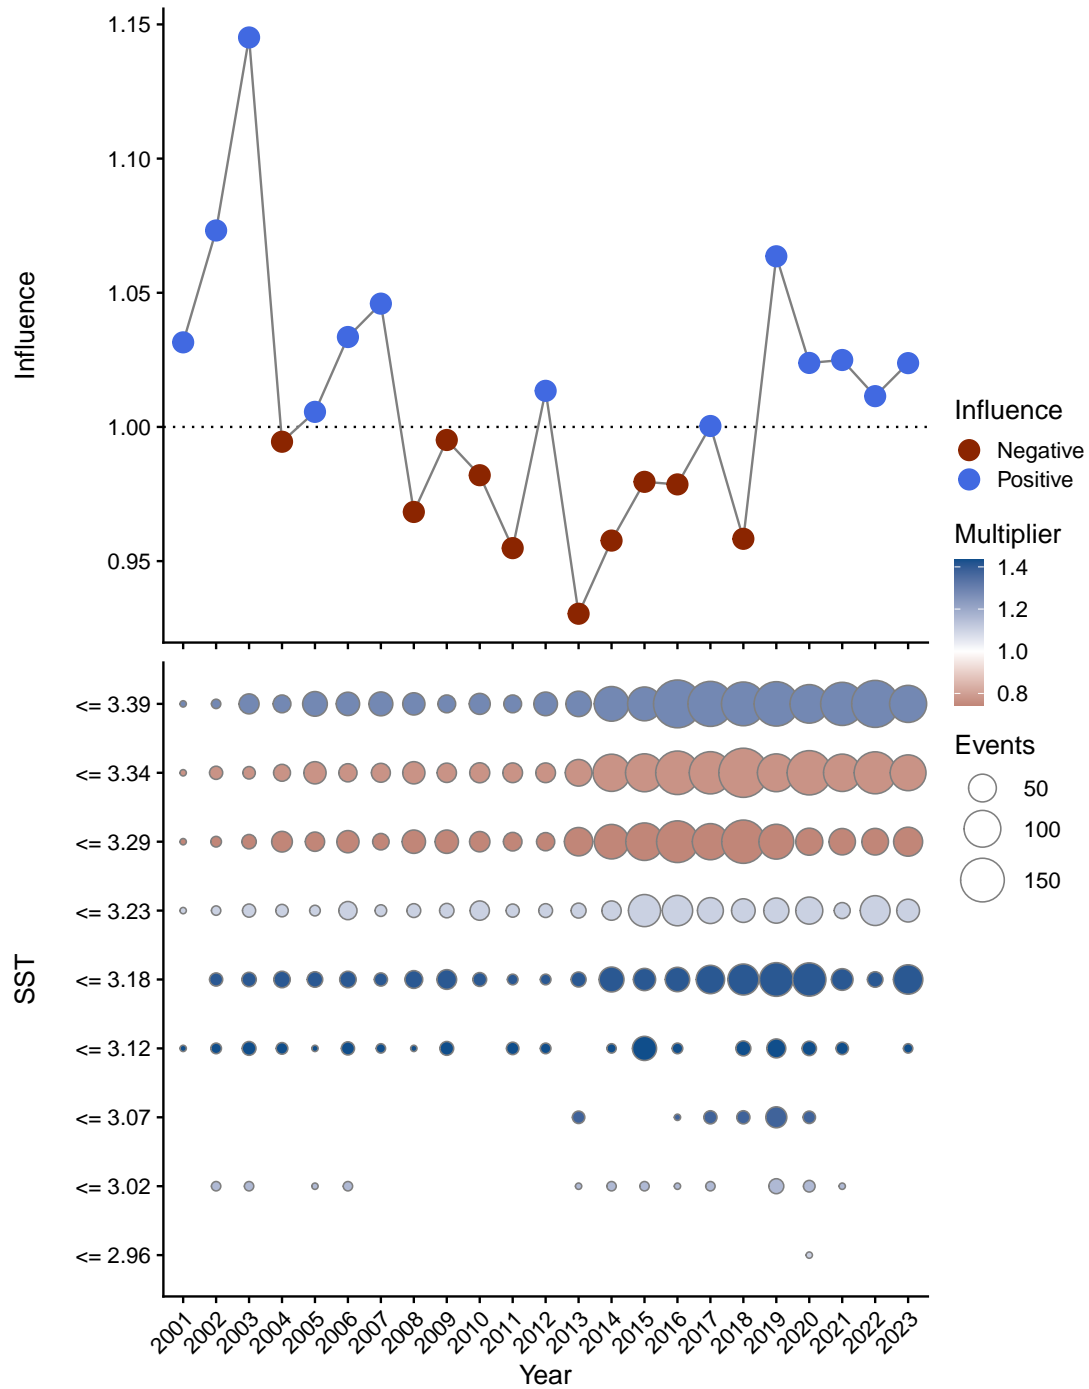 1.15
1.10
1.05
1.00
0.95
Influence
Influence
Negative
Positive
Multiplier
1.4
1.2
1.0
0.8
Events
50
100
150
<= 3.39
<= 3.34
<= 3.29
<= 3.23
<= 3.18
<= 3.12
<= 3.07
<= 3.02
<= 2.96
SST
2001 2002 2003 2004 2005 2006 2007 2008 2009 2010 2011 2012 2013 2014 2015 2016 2017 2018 2019 2020 2021 2022 2023
Year